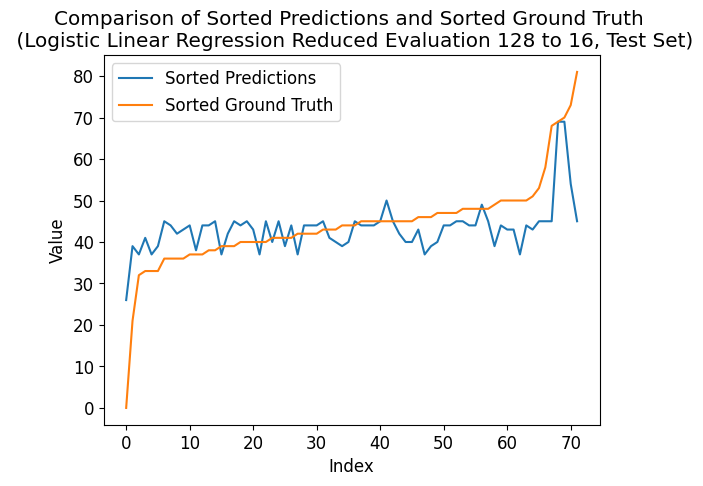 Comparison of Sorted Predictions and Sorted Ground Truth
(Logistic Linear Regression Reduced Evaluation 128 to 16, Test Set)
Sorted Predictions
Sorted Ground Truth
80
70
60
50
40
30
20
10
0
Value
0 10 20 30 40 50 60 70
Index